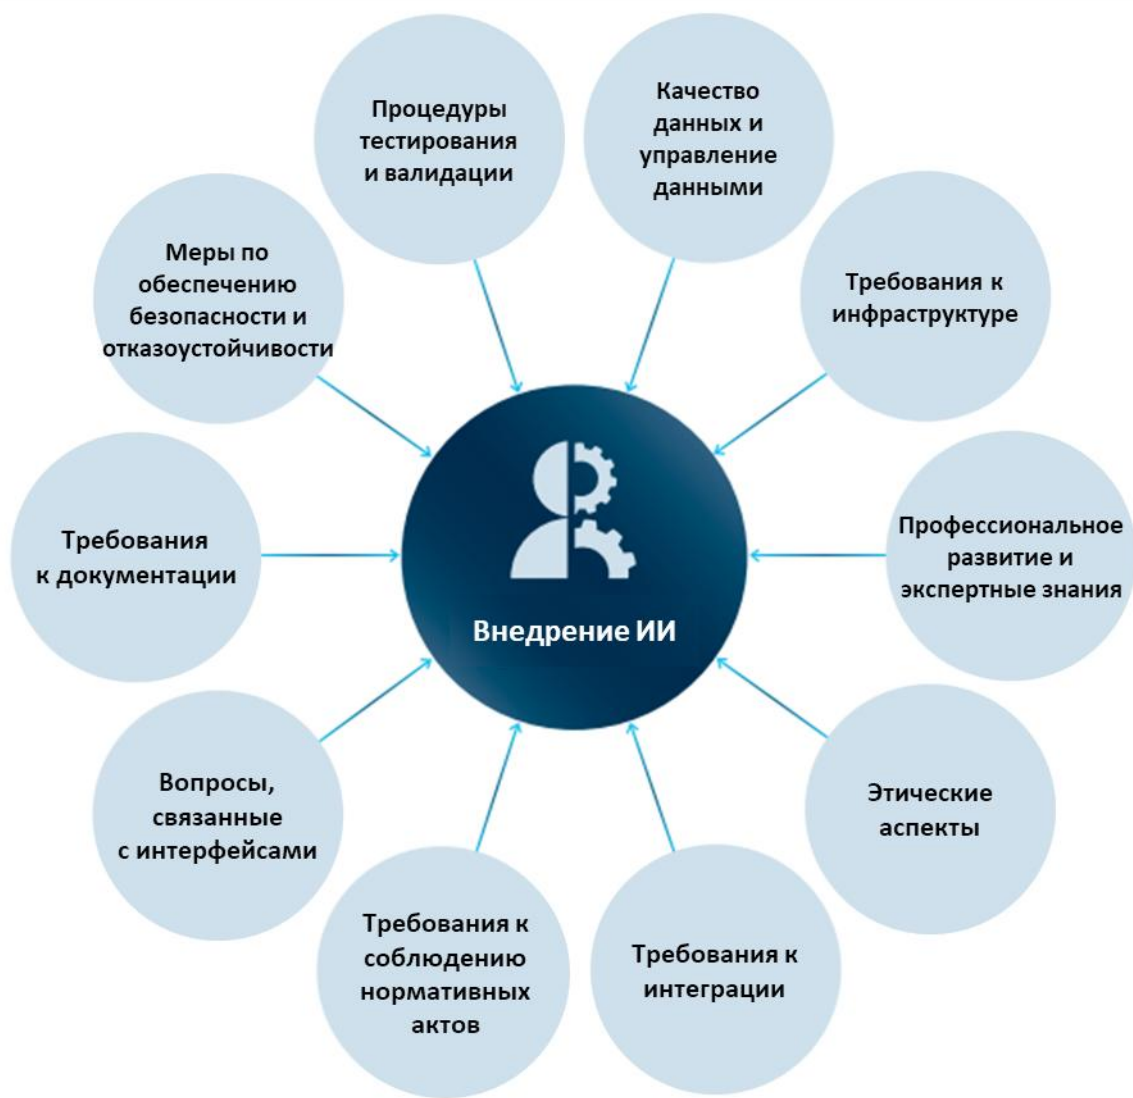 Процедуры
тестирования
и валидации
Качество
данных и
управление
данными
Меры по
обеспечению
безопасности и
отказоустойчивости
Требования к
инфраструктуре
Требования
к документации
Внедрение ИИ
Профессиональное
развитие и
экспертные знания
Вопросы,
связанные
с интерфейсами
Этические
аспекты
Требования к
соблюдению
нормативных
актов
Требования к
интеграции